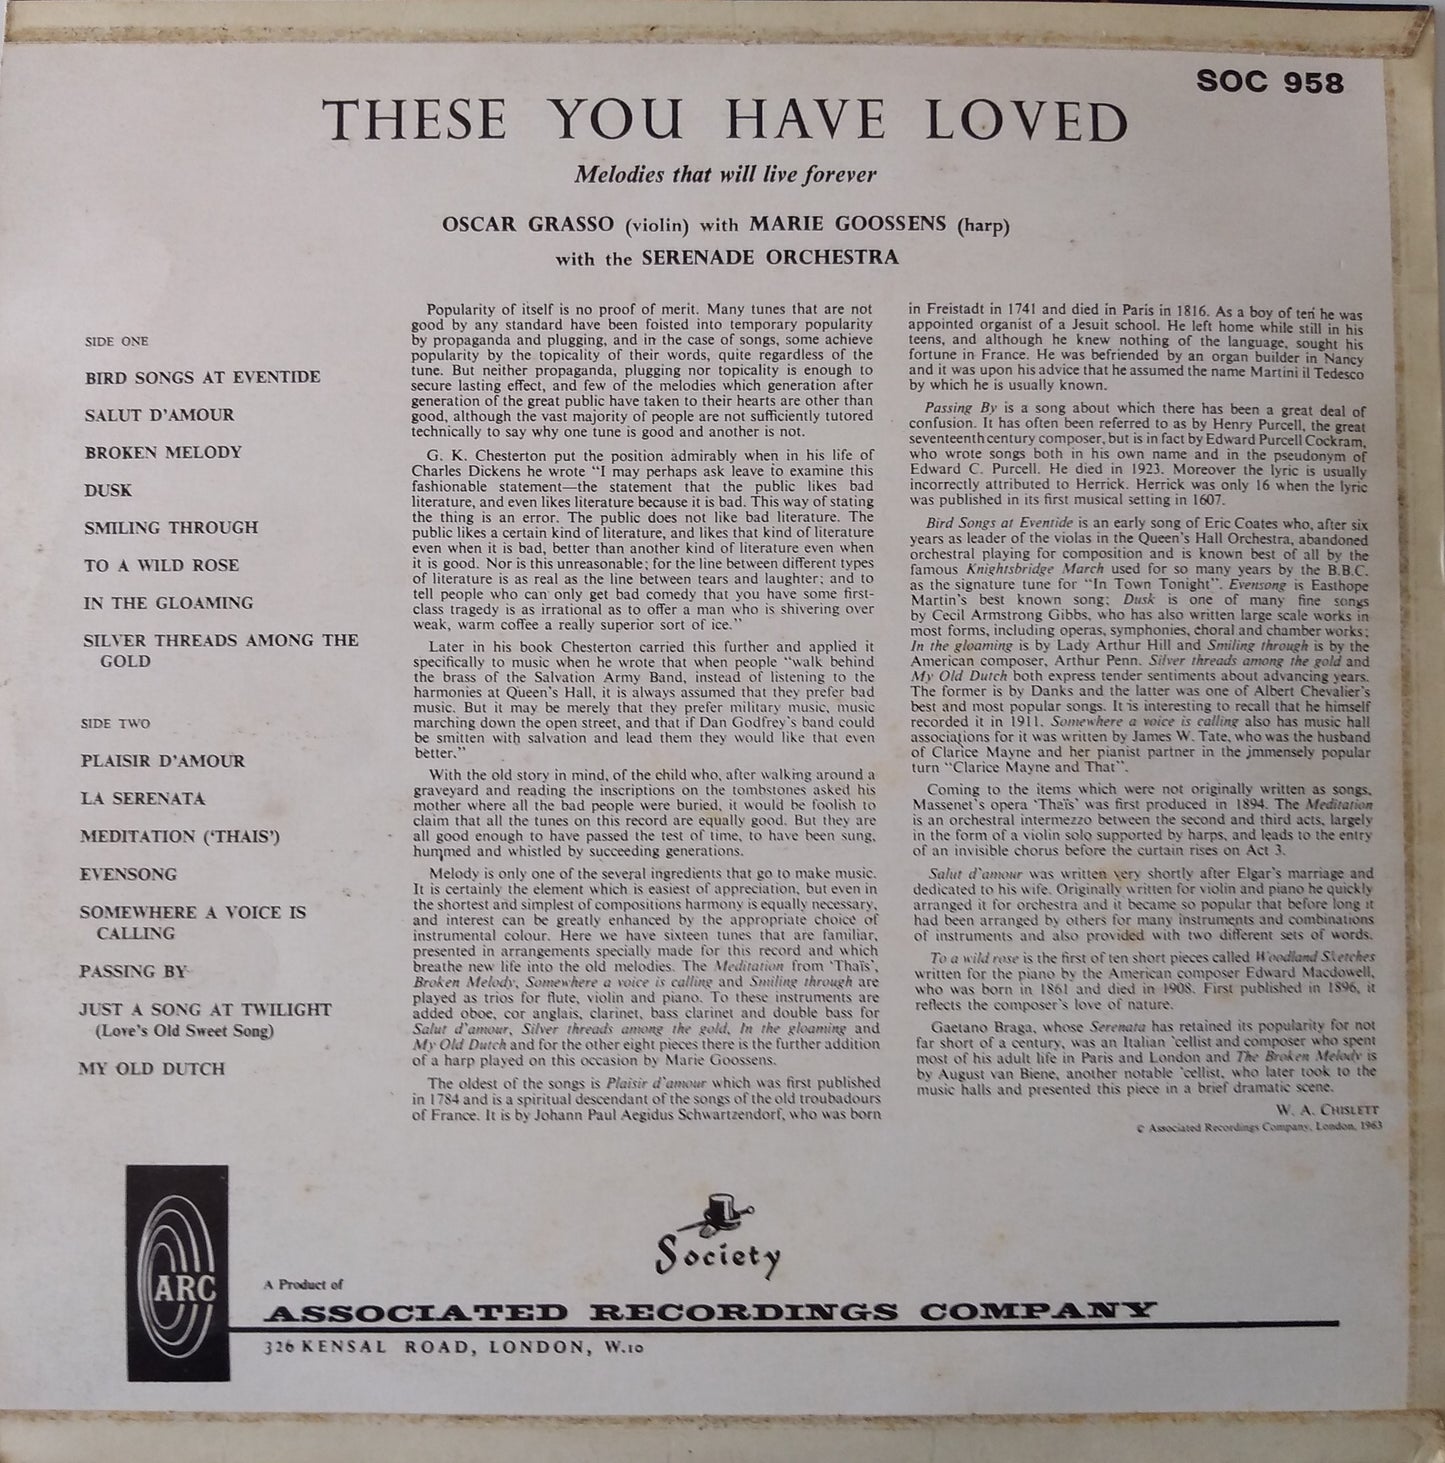 SOC 958
THESE YOU HAVE LOVED
Melodies that will live forever
OSCAR GRASSO (violin) with MARIE GOOSSENS (harp)
with the SERENADE ORCHESTRA
SIDE ONE
BIRD SONGS AT EVENTIDE
SALUT D'AMOUR
BROKEN MELODY
DUSK
SMILING THROUGH
TO A WILD ROSE
IN THE GLOAMING
SILVER THREADS AMONG THE
GOLD
SIDE TWO
PLAISIR D'AMOUR
LA SERENATA
MEDITATION ('THAIS')
EVENSONG
SOMEWHERE A VOICE IS
CALLING
PASSING BY
JUST A SONG AT TWILIGHT
(Love's Old Sweet Song)
MY OLD DUTCH
Popularity of itself is no proof of merit. Many tunes that are not
good by any standard have been foisted into temporary popularity
by propaganda and plugging, and in the case of songs, some achieve
popularity by the topicality of their words, quite regardless of the
tune. But neither propaganda, plugging nor topicality is enough to
secure lasting effect, and few of the melodies which generation after
generation of the great public have taken to their hearts are other than
good, although the vast majority of people are not sufficiently tutored
technically to say why one tune is good and another is not.
G. K. Chesterton put the position admirably when in his life of
Charles Dickens he wrote "I may perhaps ask leave to examine this
fashionable statement—the statement that the public likes bad
literature, and even likes literature because it is bad. This way of stating
the thing is an error. The public does not like bad literature. The
public likes a certain kind of literature, and likes that kind of literature
even when it is bad, better than another kind of literature even when
it is good. Nor is this unreasonable; for the line between different types
of literature is as real as the line between tears and laughter; and to
tell people who can only get bad comedy that you have some first-
class tragedy is as irrational as to offer a man who is shivering over
weak, warm coffee a really superior sort of ice."
Later in his book Chesterton carried this further and applied it
specifically to music when he wrote that when people "walk behind
the brass of the Salvation Army Band, instead of listening to the
harmonies at Queen's Hall, it is always assumed that they prefer bad
music. But it may be merely that they prefer military music, music
marching down the open street, and that if Dan Godfrey's band could
be smitten with salvation and lead them they would like that even
better."
With the old story in mind, of the child who, after walking around a
graveyard and reading the inscriptions on the tombstones asked his
mother where all the bad people were buried, it would be foolish to
claim that all the tunes on this record are equally good. But they are
all good enough to have passed the test of time, to have been sung,
hummed and whistled by succeeding generations.
Melody is only one of the several ingredients that go to make music.
It is certainly the element which is easiest of appreciation, but even in
the shortest and simplest of compositions harmony is equally necessary,
and interest can be greatly enhanced by the appropriate choice of
instrumental colour. Here we have sixteen tunes that are familiar,
presented in arrangements specially made for this record and which
breathe new life into the old melodies. The Meditation from 'Thaïs',
Broken Melody, Somewhere a voice is calling and Smiling through are
played as trios for flute, violin and piano. To these instruments are
added oboe, cor anglais, clarinet, bass clarinet and double bass for
Salut d'amour, Silver threads among the gold, In the gloaming and
My Old Dutch and for the other eight pieces there is the further addition
of a harp played on this occasion by Marie Goossens.
The oldest of the songs is Plaisir d'amour which was first published
in 1784 and is a spiritual descendant of the songs of the old troubadours
of France. It is by Johann Paul Aegidus Schwartzendorf, who was born
in Freistadt in 1741 and died in Paris in 1816. As a boy of ten he was
appointed organist of a Jesuit school. He left home while still in his
teens, and although he knew nothing of the language, sought his
fortune in France. He was befriended by an organ builder in Nancy
and it was upon his advice that he assumed the name Martini il Tedesco
by which he is usually known.
Passing By is a song about which there has been a great deal of
confusion. It has often been referred to as by Henry Purcell, the great
seventeenth century composer, but is in fact by Edward Purcell Cockram,
who wrote songs both in his own name and in the pseudonym of
Edward C. Purcell. He died in 1923. Moreover the lyric is usually
incorrectly attributed to Herrick. Herrick was only 16 when the lyric
was published in its first musical setting in 1607.
Bird Songs at Eventide is an early song of Eric Coates who, after six
years as leader of the violas in the Queen's Hall Orchestra, abandoned
orchestral playing for composition and is known best of all by the
famous Knightsbridge March used for so many years by the B.B.C.
as the signature tune for "In Town Tonight". Evensong is Easthope
Martin's best known song; Dusk is one of many fine songs
by Cecil Armstrong Gibbs, who has also written large scale works in
most forms, including operas, symphonies, choral and chamber works;
In the gloaming is by Lady Arthur Hill and Smiling through is by the
American composer, Arthur Penn. Silver threads among the gold and
My Old Dutch both express tender sentiments about advancing years.
The former is by Danks and the latter was one of Albert Chevalier's
best and most popular songs. It is interesting to recall that he himself
recorded it in 1911. Somewhere a voice is calling also has music hall
associations for it was written by James W. Tate, who was the husband
of Clarice Mayne and her pianist partner in the immensely popular
turn "Clarice Mayne and That".
Coming to the items which were not originally written as songs,
Massenet's opera 'Thaïs' was first produced in 1894. The Meditation
is an orchestral intermezzo between the second and third acts, largely
in the form of a violin solo supported by harps, and leads to the entry
of an invisible chorus before the curtain rises on Act 3.
Salut d'amour was written very shortly after Elgar's marriage and
dedicated to his wife. Originally written for violin and piano he quickly
arranged it for orchestra and it became so popular that before long it
had been arranged by others for many instruments and combinations
of instruments and also provided with two different sets of words.
To a wild rose is the first of ten short pieces called Woodland Sketches
written for the piano by the American composer Edward Macdowell,
who was born in 1861 and died in 1908. First published in 1896, it
reflects the composer's love of nature.
Gaetano Braga, whose Serenata has retained its popularity for not
far short of a century, was an Italian 'cellist and composer who spent
most of his adult life in Paris and London and The Broken Melody is
by August van Biene, another notable 'cellist, who later took to the
music halls and presented this piece in a brief dramatic scene.
W. A. CHISLETT
© Associated Recordings Company, London, 1963
Society
ARC
A Product of
ASSOCIATED RECORDINGS COMPANY
326 KENSAL ROAD, LONDON, W.10